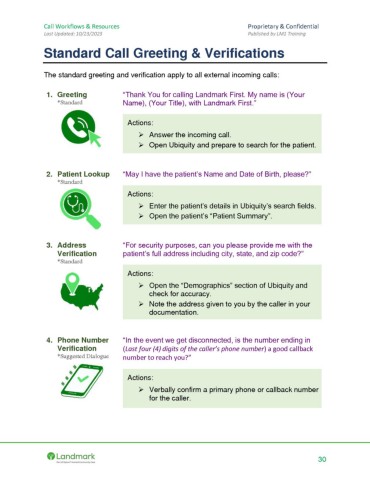 Call Workflows & Resources
Proprietary & Confidential
Last Updated: 10/13/2020
Published by LMS Training
Standard Call Greeting & Verifications
The standard greeting and verification apply to all external incoming calls:
1. Greeting
*Standard
“Thank You for calling Landmark First. My name is (Your
Name), (Your Title), with Landmark First.”
Actions:
➢ Answer the incoming call.
➢ Open Ubiquity and prepare to search for the patient.
2. Patient Lookup
*Standard
“May I have the patient’s Name and Date of Birth, please?”
Actions:
➢ Enter the patient’s details in Ubiquity’s search fields.
➢ Open the patient’s “Patient Summary”.
3. Address
Verification
*Standard
“For security purposes, can you please provide me with the
patient’s full address including city, state, and zip code?”
Actions:
➢ Open the “Demographics” section of Ubiquity and
check for accuracy.
➢ Note the address given to you by the caller in your
documentation.
4. Phone Number
Verification
*Suggested Dialogue
“In the event we get disconnected, is the number ending in
(Last four (4) digits of the caller’s phone number) a good callback
number to reach you?”
Actions:
➢ Verbally confirm a primary phone or callback number
for the caller.
Landmark
30